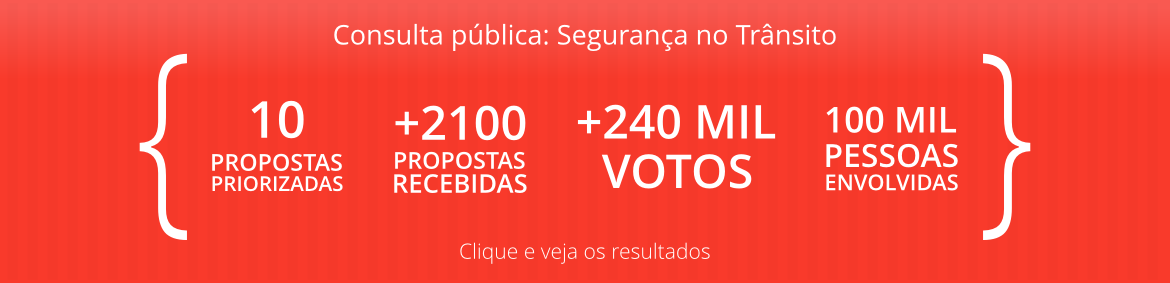 Consulta pública: Segurança no Trânsito
10
PROPOSTAS
PRIORIZADAS
+2100
PROPOSTAS
RECEBIDAS
+240 MIL
VOTOS
100 MIL
PESSOAS
ENVOLVIDAS
Clique e veja os resultados